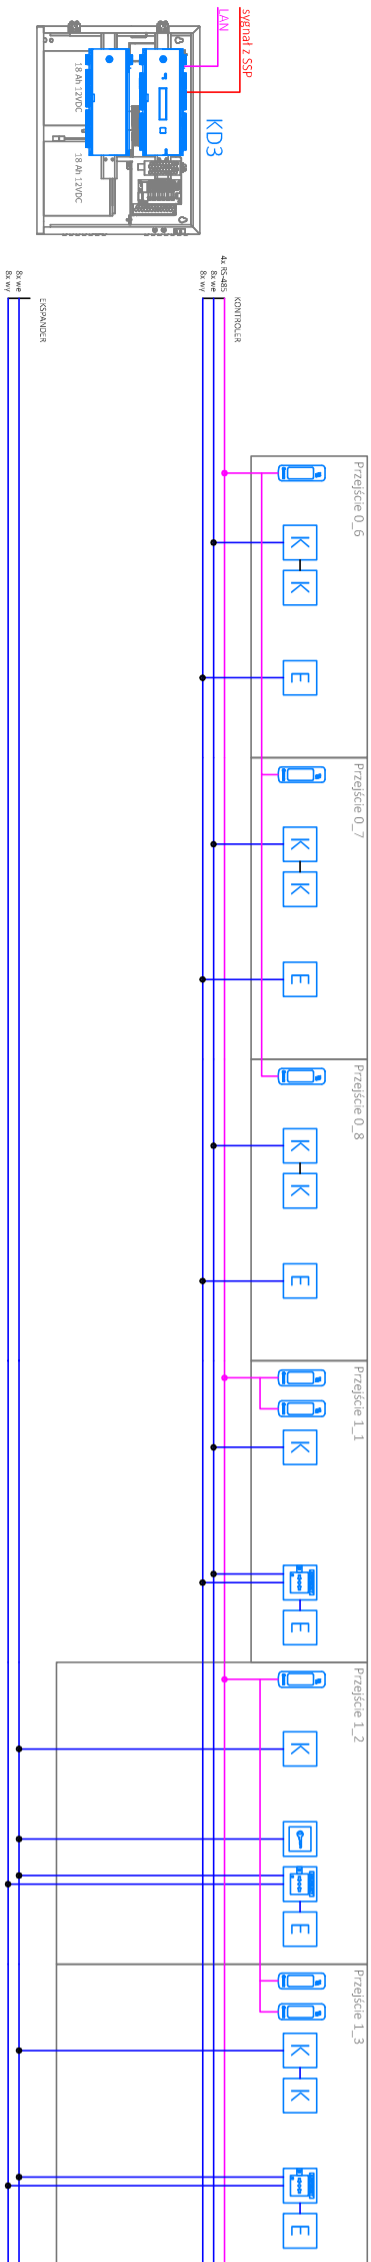 sygnał z SSP
LAN
KD3
18 Ah 12VDC
18 Ah 12VDC
KONTROLER
4x RS-485
8x we
8x wy
EKSPANDER
8x we
8x wy
Przejście 0_6
K
K
E
Przejście 0_7
K
K
E
Przejście 0_8
K
K
E
Przejście 1_1
K
E
Przejście 1_2
K
E
Przejście 1_3
K
K
E